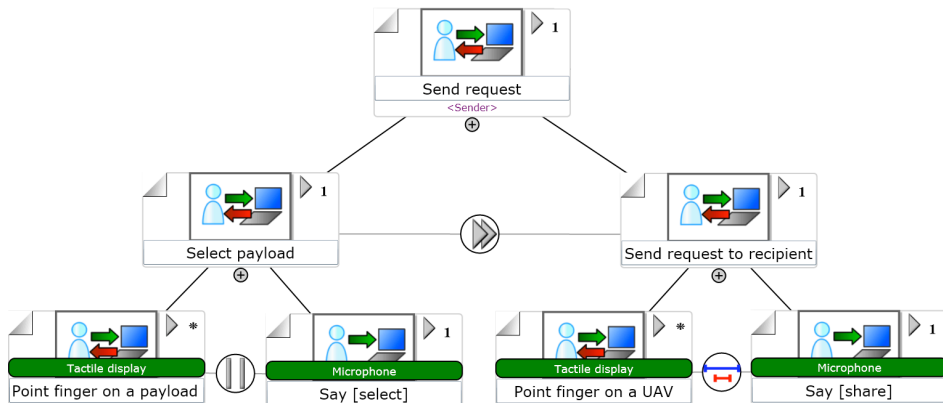 1
Send request
<Sender>
1
Select payload
1
Send request to recipient
*
Tactile display
Point finger on a payload
1
Microphone
Say [select]
*
Tactile display
Point finger on a UAV
1
Microphone
Say [share]